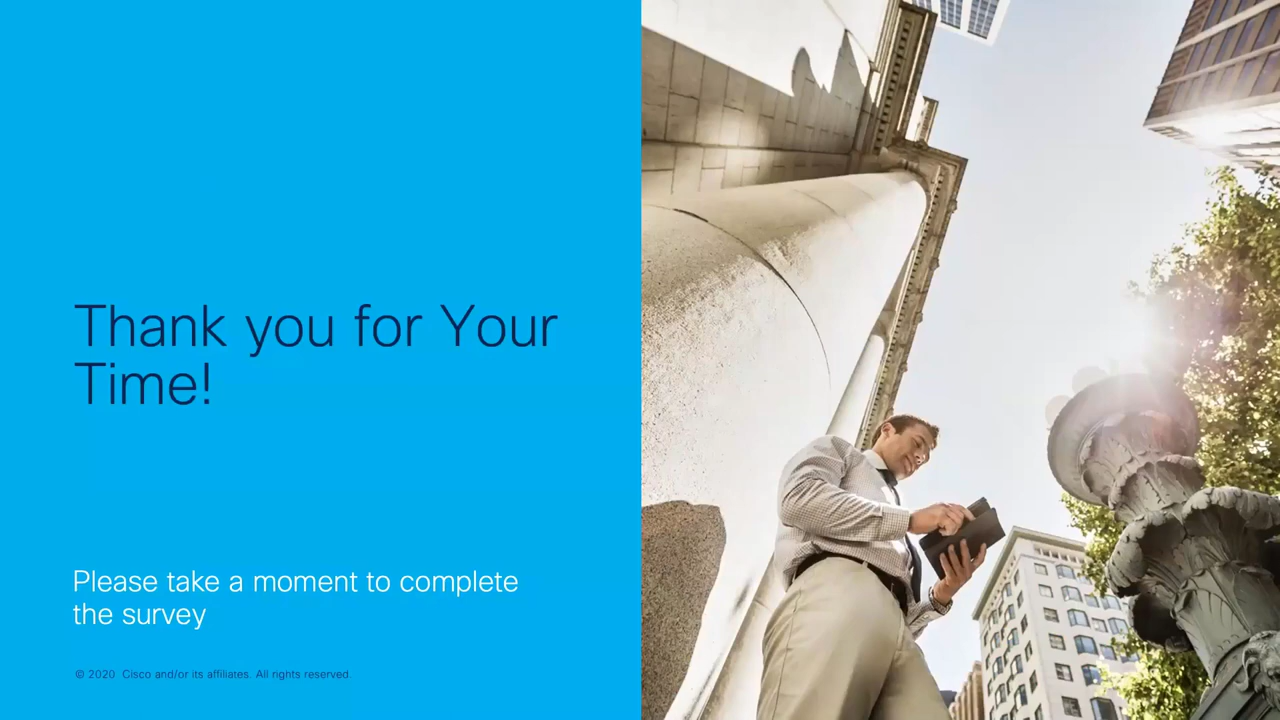 Thank you for Your
Time!
Please take a moment to complete
the survey
© 2020 Cisco and/or its affiliates. All rights reserved.